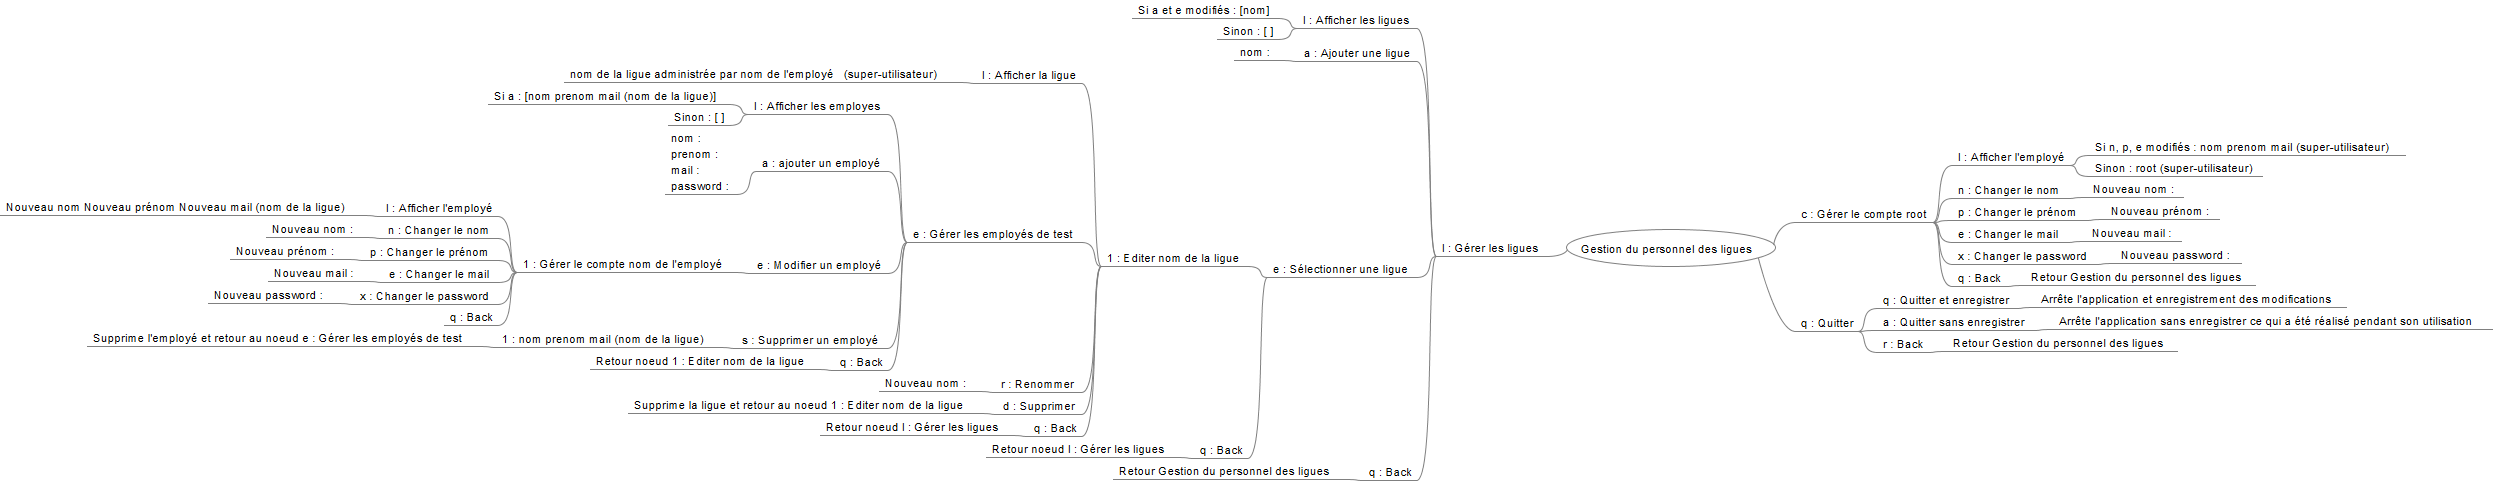 Si a et e modifiés : [nom]
l : Afficher les ligues
Sinon : [ ]
nom :
a : Ajouter une ligue
nom de la ligue administrée par nom de l'employé (super-utilisateur)
l : Afficher la ligue
Si a : [nom prenom mail (nom de la ligue)]
l : Afficher les employes
Sinon : [ ]
nom :
prenom :
mail :
password :
a : ajouter un employé
Nouveau nom Nouveau prénom Nouveau mail (nom de la ligue)
l : Afficher l'employé
Nouveau nom :
n : Changer le nom
Nouveau prénom :
p : Changer le prénom
Nouveau mail :
e : Changer le mail
Nouveau password :
x : Changer le password
q : Back
1 : Gérer le compte nom de l'employé
e : Modifier un employé
e : Gérer les employés de test
Supprime l'employé et retour au noeud e : Gérer les employés de test
1 : nom prenom mail (nom de la ligue)
s : Supprimer un employé
Retour noeud 1 : Editer nom de la ligue
q : Back
Nouveau nom :
r : Renommer
Supprime la ligue et retour au noeud 1 : Editer nom de la ligue
d : Supprimer
Retour noeud l : Gérer les ligues
q : Back
1 : Editer nom de la ligue
e : Sélectionner une ligue
Retour noeud l : Gérer les ligues
q : Back
Retour Gestion du personnel des ligues
q : Back
l : Gérer les ligues
Gestion du personnel des ligues
c : Gérer le compte root
l : Afficher l'employé
Si n, p, e modifiés : nom prenom mail (super-utilisateur)
Sinon : root (super-utilisateur)
n : Changer le nom
Nouveau nom :
p : Changer le prénom
Nouveau prénom :
e : Changer le mail
Nouveau mail :
x : Changer le password
Nouveau password :
q : Back
Retour Gestion du personnel des ligues
q : Quitter
q : Quitter et enregistrer
Arrête l'application et enregistrement des modifications
a : Quitter sans enregistrer
Arrête l'application sans enregistrer ce qui a été réalisé pendant son utilisation
r : Back
Retour Gestion du personnel des ligues